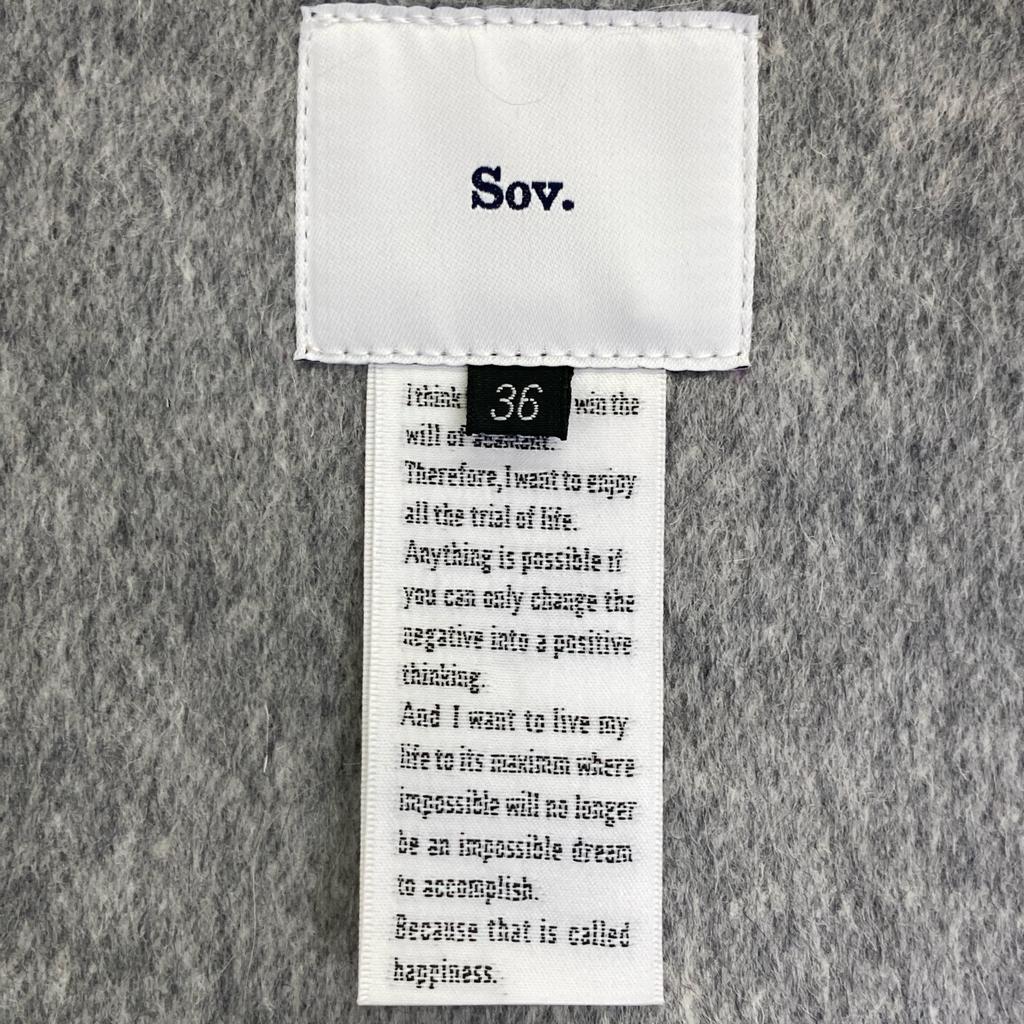 Sov.
36
I think win the
will of adamant.
Therefore, I want to enjoy
all the trial of life.
Anything is possible if
you can only change the
negative into a positive
thinking.
And I want to live my
life to its maximm where
impossible will no longer
be an impossible dream
to accomplish.
Because that is called
happiness.